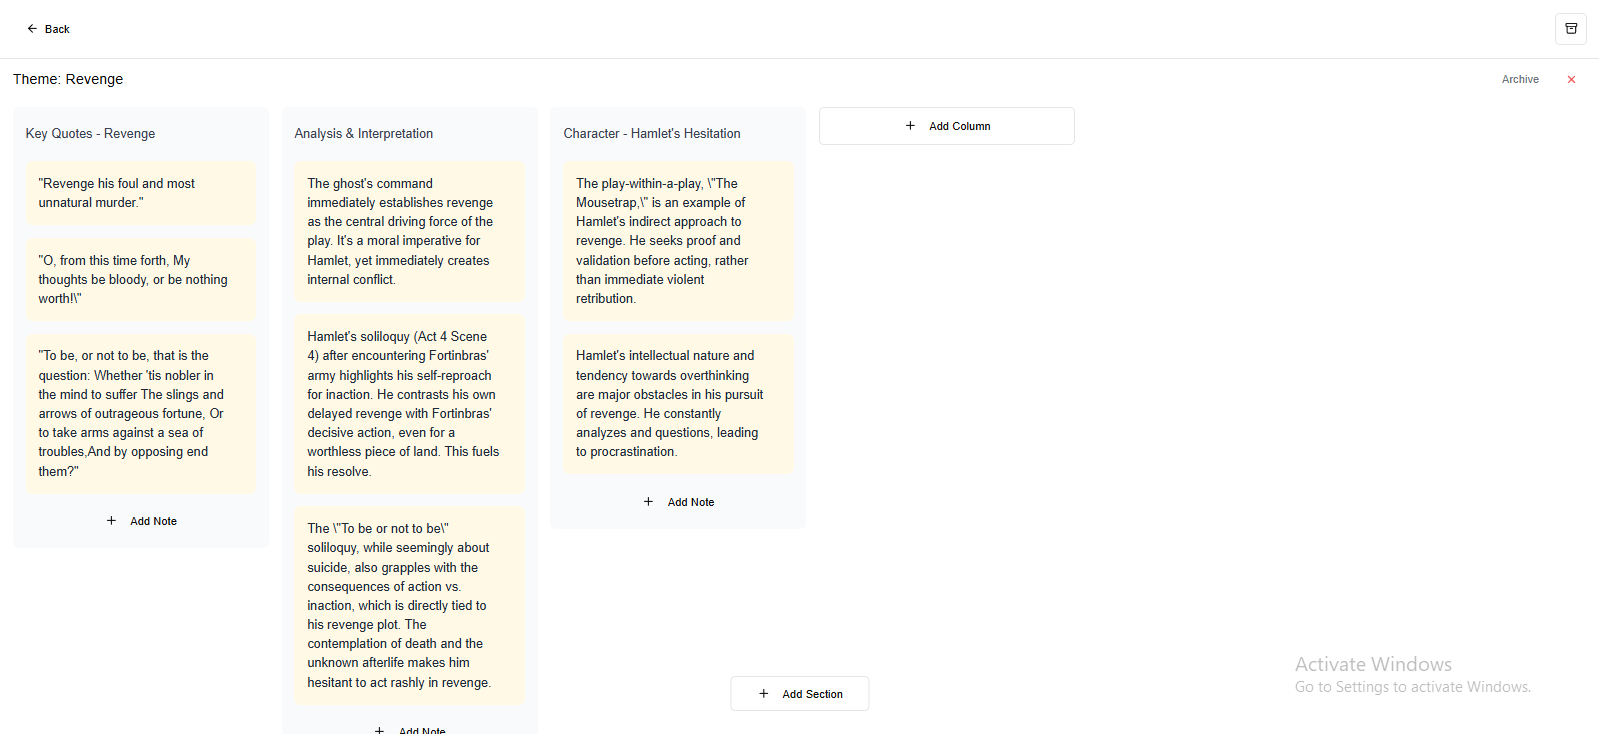 Back
Theme: Revenge
Archive
Key Quotes - Revenge
"Revenge his foul and most
unnatural murder."
"O, from this time forth, My
thoughts be bloody, or be nothing
worth!\"
"To be, or not to be, that is the
question: Whether 'tis nobler in
the mind to suffer The slings and
arrows of outrageous fortune, Or
to take arms against a sea of
troubles,And by opposing end
them?"
Add Note
Analysis & Interpretation
The ghost's command
immediately establishes revenge
as the central driving force of the
play. It's a moral imperative for
Hamlet, yet immediately creates
internal conflict.
Hamlet's soliloquy (Act 4 Scene
4) after encountering Fortinbras'
army highlights his self-reproach
for inaction. He contrasts his own
delayed revenge with Fortinbras'
decisive action, even for a
worthless piece of land. This fuels
his resolve.
The \"To be or not to be\"
soliloquy, while seemingly about
suicide, also grapples with the
consequences of action vs.
inaction, which is directly tied to
his revenge plot. The
contemplation of death and the
unknown afterlife makes him
hesitant to act rashly in revenge.
Add Note
Character - Hamlet's Hesitation
The play-within-a-play, \"The
Mousetrap,\" is an example of
Hamlet's indirect approach to
revenge. He seeks proof and
validation before acting, rather
than immediate violent
retribution.
Hamlet's intellectual nature and
tendency towards overthinking
are major obstacles in his pursuit
of revenge. He constantly
analyzes and questions, leading
to procrastination.
Add Note
Add Column
Add Section
Activate Windows
Go to Settings to activate Windows.